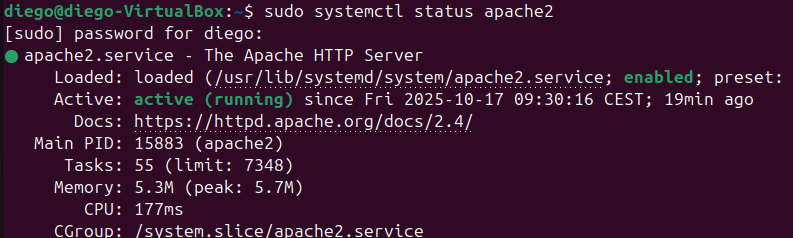 diego@diego-VirtualBox:~$ sudo systemctl status apache2
[sudo] password for diego:
● apache2.service - The Apache HTTP Server
Loaded: loaded (/usr/lib/systemd/system/apache2.service; enabled; preset:
Active: active (running) since Fri 2025-10-17 09:30:16 CEST; 19min ago
Docs: https://httpd.apache.org/docs/2.4/
Main PID: 15883 (apache2)
Tasks: 55 (limit: 7348)
Memory: 5.3M (peak: 5.7M)
CPU: 177ms
CGroup: /system.slice/apache2.service